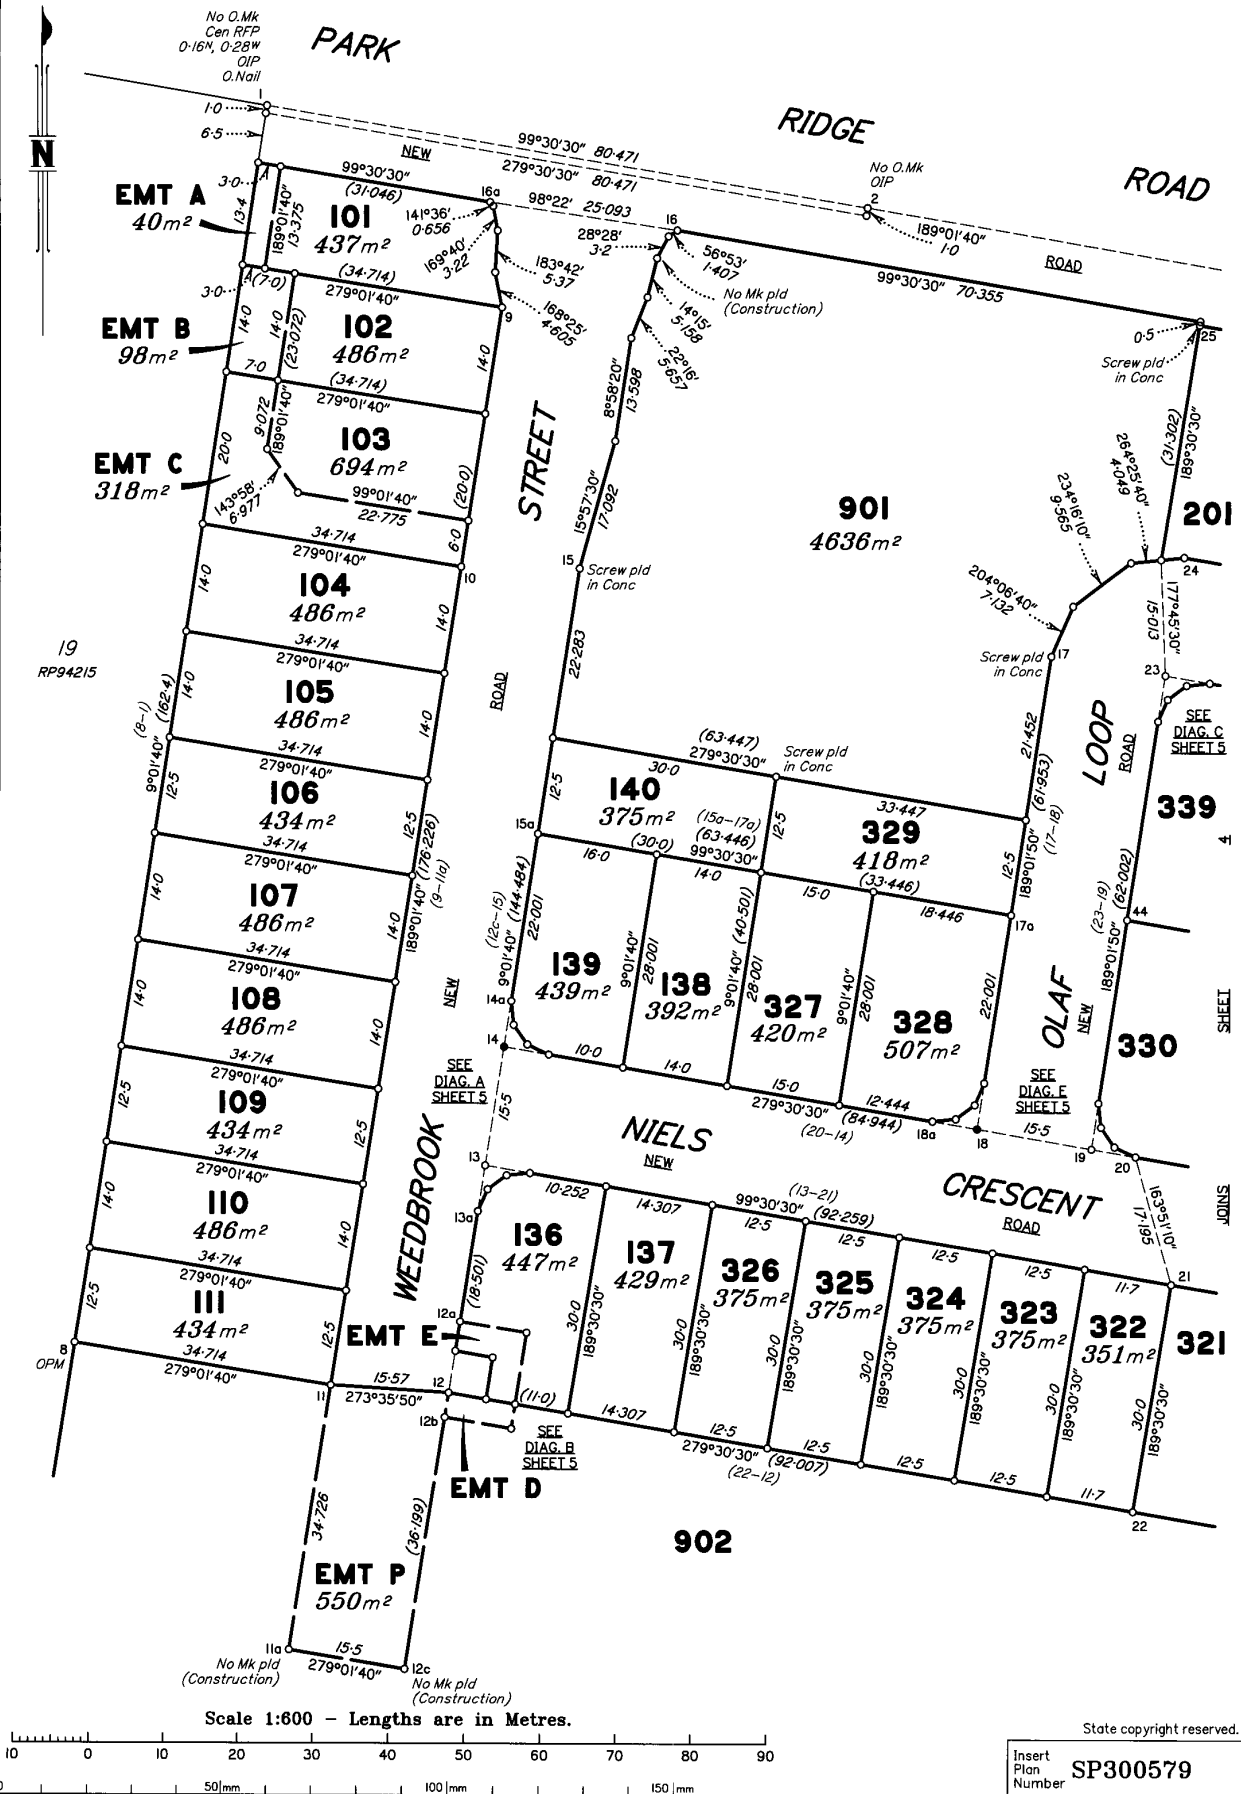 No O.Mk
Cen RFP
0·16N, 0·28W
OIP
O.Nail
1
PARK
RIDGE
ROAD
N
1·0
6·5
NEW
99°30'30" 80·471
279°30'30" 80·471
No O.Mk
OIP
2
189°01'40"
1·0
ROAD
EMT A
40m²
3·0
A
13·4
189°01'40"
13·375
99°30'30"
(31·046)
101
437m²
16a
98°22' 25·093
16
141°36'
0·656
169°40'
3·22
183°42'
5·37
168°25'
4·605
28°28'
3·2
56°53'
1·407
No Mk pld
(Construction)
14°15'
5·158
22°16'
5·657
99°30'30" 70·355
0·5
25
Screw pld
in Conc
3·0
A
(7·0)
(34·714)
279°01'40"
9
EMT B
98m²
14·0
14·0
(23·072)
102
486m²
14·0
7·0
(34·714)
279°01'40"
8°58'20"
13·598
STREET
EMT C
318m²
20·0
9·072
189°01'40"
103
694m²
(20·0)
143°58'
6·977
99°01'40"
22·775
6·0
15°57'30"
17·092
901
4636m²
(31·302)
189°30'30"
264°25'40"
4·049
234°16'10"
9·565
204°06'40"
7·132
201
24
34·714
279°01'40"
10
15
Screw pld
in Conc
177°45'30"
15·013
104
486m²
14·0
14·0
19
RP94215
34·714
279°01'40"
22·283
Screw pld
in Conc
17
23
105
486m²
14·0
14·0
ROAD
(8-1)
9°01'40" (162·4)
LOOP
ROAD
SEE
DIAG. C
SHEET 5
21·452
34·714
279°01'40"
(63·447)
279°30'30"
Screw pld
in Conc
30·0
106
434m²
12·5
12·5
12·5
140
375m²
(15a-17a)
(63·446)
99°30'30"
12·5
33·447
329
418m²
(33·446)
12·5
189°01'50" (61·953)
(17-18)
339
4
15a
34·714
279°01'40"
189°01'40" (176·226)
(9-11a)
16·0
(30·0)
14·0
15·0
18·446
17a
44
107
486m²
14·0
14·0
(12c-15)
9°01'40" (144·484)
22·001
139
439m²
9°01'40"
28·001
138
392m²
9°01'40" (40·501)
28·001
327
420m²
9°01'40"
28·001
328
507m²
22·001
(23-19)
189°01'50" (62·002)
34·714
279°01'40"
OLAF
NEW
330
SHEET
108
486m²
14·0
14·0
NEW
14a
14
34·714
279°01'40"
SEE
DIAG. A
SHEET 5
10·0
14·0
15·0
12·444
279°30'30" (84·944)
(20-14)
SEE
DIAG. E
SHEET 5
18a
18
15·5
19
20
109
434m²
12·5
12·5
15·5
NIELS
NEW
CRESCENT
ROAD
34·714
279°01'40"
13
WEEDBROOK
110
486m²
14·0
14·0
13a
10·252
14·307
(13-21)
99°30'30" (92·259)
12·5
12·5
12·5
12·5
11·7
163°51'10"
17·195
21
JOINS
34·714
279°01'40"
136
447m²
137
429m²
326
375m²
325
375m²
324
375m²
323
375m²
322
351m²
321
(18·501)
30·0
189°30'30"
30·0
189°30'30"
30·0
189°30'30"
30·0
189°30'30"
30·0
189°30'30"
30·0
189°30'30"
30·0
189°30'30"
111
434m²
12·5
12·5
12a
EMT E
8
OPM
34·714
279°01'40"
11
15·57
273°35'50"
12
(11·0)
12b
14·307
12·5
12·5
12·5
12·5
11·7
279°30'30" (92·007)
(22-12)
22
SEE
DIAG. B
SHEET 5
EMT D
902
34·726
(36·199)
EMT P
550m²
11a
15·5
279°01'40"
12c
No Mk pld
(Construction)
No Mk pld
(Construction)
Scale 1:600 – Lengths are in Metres.
10 0 10 20 30 40 50 60 70 80 90
0 50 mm 100 mm 150 mm
State copyright reserved.
Insert
Plan
Number SP300579